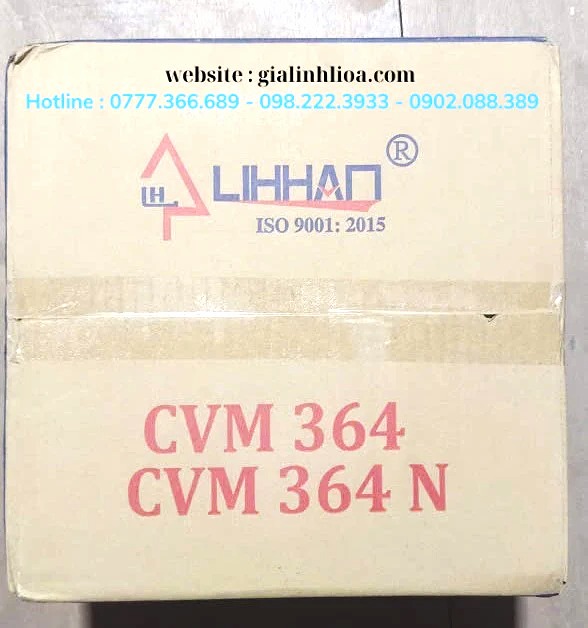 website : gialinhlioa.com
Hotline : 0777.366.689 - 098.222.3933 - 0902.088.389
LH LIHHAN ®
ISO 9001: 2015
CVM 364
CVM 364 N